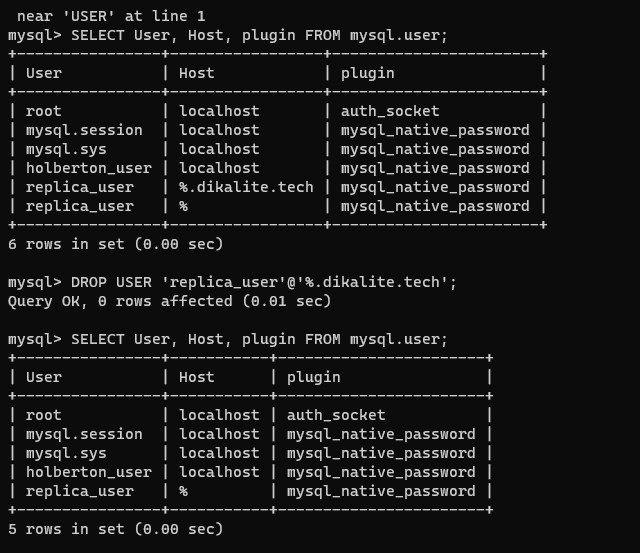 near 'USER' at line 1
mysql> SELECT User, Host, plugin FROM mysql.user;
+----------------+-----------------+-----------------------+
| User           | Host            | plugin                |
+----------------+-----------------+-----------------------+
| root           | localhost       | auth_socket           |
| mysql.session  | localhost       | mysql_native_password |
| mysql.sys      | localhost       | mysql_native_password |
| holberton_user | localhost       | mysql_native_password |
| replica_user   | %.dikalite.tech | mysql_native_password |
| replica_user   | %               | mysql_native_password |
+----------------+-----------------+-----------------------+
6 rows in set (0.00 sec)

mysql> DROP USER 'replica_user'@'%.dikalite.tech';
Query OK, 0 rows affected (0.01 sec)

mysql> SELECT User, Host, plugin FROM mysql.user;
+----------------+-----------+-----------------------+
| User           | Host      | plugin                |
+----------------+-----------+-----------------------+
| root           | localhost | auth_socket           |
| mysql.session  | localhost | mysql_native_password |
| mysql.sys      | localhost | mysql_native_password |
| holberton_user | localhost | mysql_native_password |
| replica_user   | %         | mysql_native_password |
+----------------+-----------+-----------------------+
5 rows in set (0.00 sec)